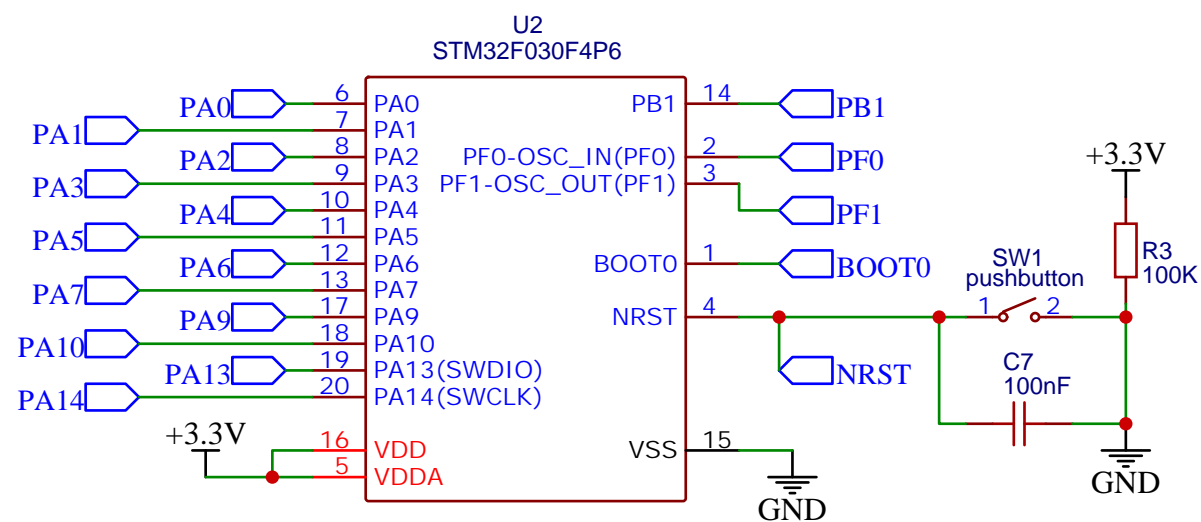 U2
STM32F030F4P6
PA0 6 PA0
PA1 7 PA1
PA2 8 PA2
PA3 9 PA3
PA4 10 PA4
PA5 11 PA5
PA6 12 PA6
PA7 13 PA7
PA9 17 PA9
PA10 18 PA10
PA13 19 PA13(SWDIO)
PA14 20 PA14(SWCLK)
+3.3V
16 VDD
5 VDDA
PB1 14 PB1
PF0-OSC_IN(PF0) 2 PF0
PF1-OSC_OUT(PF1) 3 PF1
BOOT0 1 BOOT0
NRST 4
NRST
VSS 15
GND
SW1
pushbutton
1 2
C7
100nF
+3.3V
R3
100K
GND